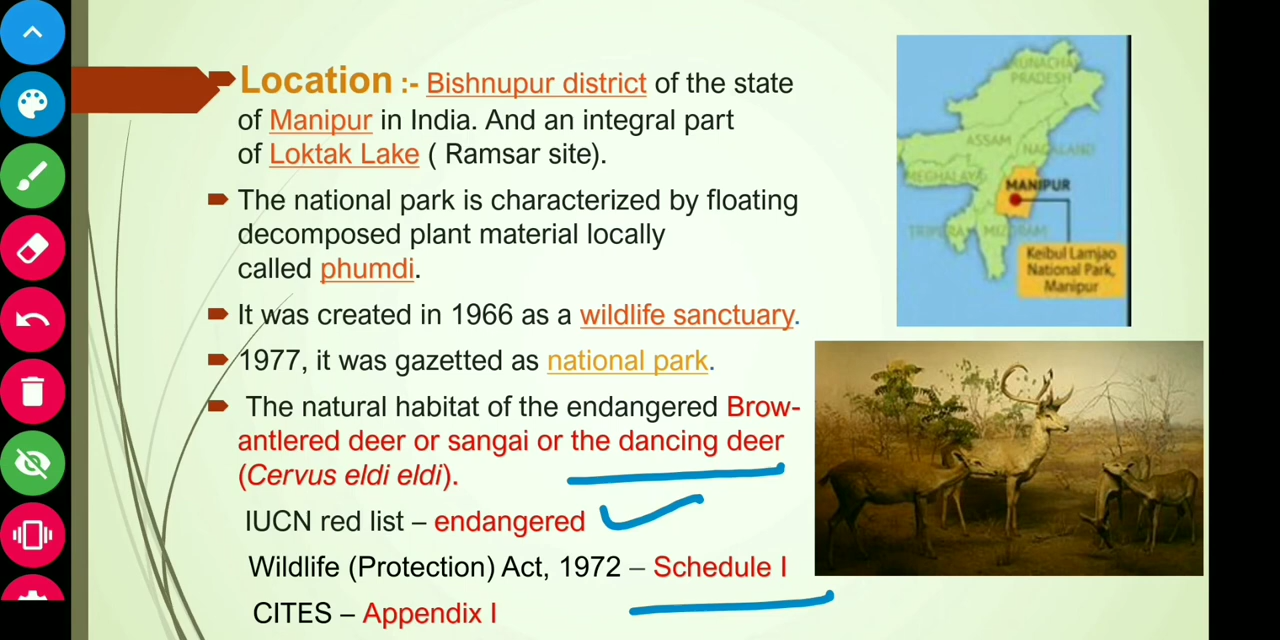 Location :- Bishnupur district of the state
of Manipur in India. And an integral part
of Loktak Lake ( Ramsar site).
The national park is characterized by floating
decomposed plant material locally
called phumdi.
It was created in 1966 as a wildlife sanctuary.
1977, it was gazetted as national park.
The natural habitat of the endangered Brow-
antlered deer or sangai or the dancing deer
(Cervus eldi eldi).
IUCN red list – endangered
Wildlife (Protection) Act, 1972 – Schedule I
CITES – Appendix I
ARUNACHAL
PRADESH
ASSAM
NAGALAND
MEGHALAYA
MANIPUR
TRIPURA
MIZORAM
Keibul Lamjao
National Park,
Manipur